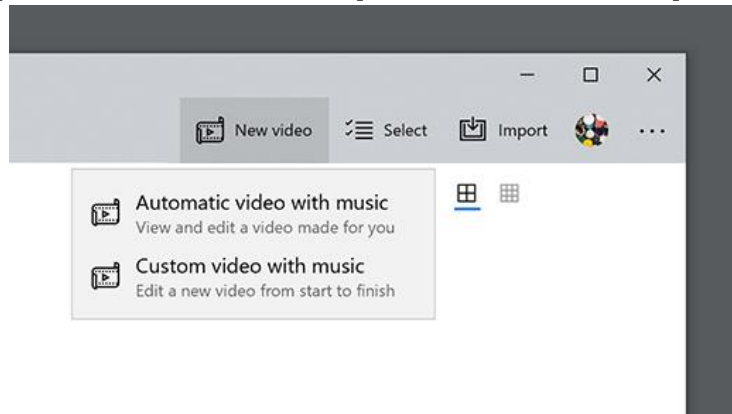 New video
Select
Import
Automatic video with music
View and edit a video made for you
Custom video with music
Edit a new video from start to finish